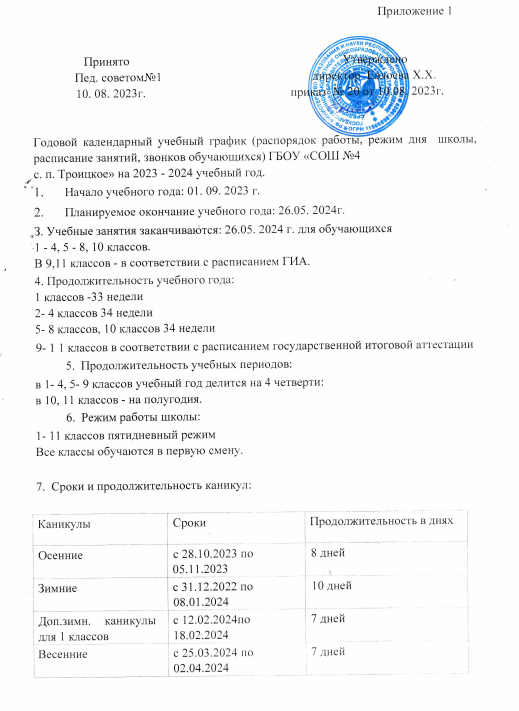 Приложение 1
Принято
Пед. советом№1
10. 08. 2023г.
Утверждено
директор Евлоева Х.Х.
приказ № 20 от 10.08. 2023г.
Годовой календарный учебный график (распорядок работы, режим дня школы,
расписание занятий, звонков обучающихся) ГБОУ «СОШ №4
с. п. Троицкое» на 2023 - 2024 учебный год.
1. Начало учебного года: 01. 09. 2023 г.
2. Планируемое окончание учебного года: 26.05. 2024г.
3. Учебные занятия заканчиваются: 26.05. 2024 г. для обучающихся
1 - 4, 5 - 8, 10 классов.
В 9,11 классов - в соответствии с расписанием ГИА.
4. Продолжительность учебного года:
1 классов -33 недели
2- 4 классов 34 недели
5- 8 классов, 10 классов 34 недели
9- 1 1 классов в соответствии с расписанием государственной итоговой аттестации
5. Продолжительность учебных периодов:
в 1- 4, 5- 9 классов учебный год делится на 4 четверти:
в 10, 11 классов - на полугодия.
6. Режим работы школы:
1- 11 классов пятидневный режим
Все классы обучаются в первую смену.
7. Сроки и продолжительность каникул:
Каникулы Сроки Продолжительность в днях
Осенние с 28.10.2023 по 8 дней
05.11.2023
Зимние с 31.12.2022 по 10 дней
08.01.2024
Доп.зимн. каникулы с 12.02.2024по 7 дней
для 1 классов 18.02.2024
Весенние с 25.03.2024 по 7 дней
02.04.2024